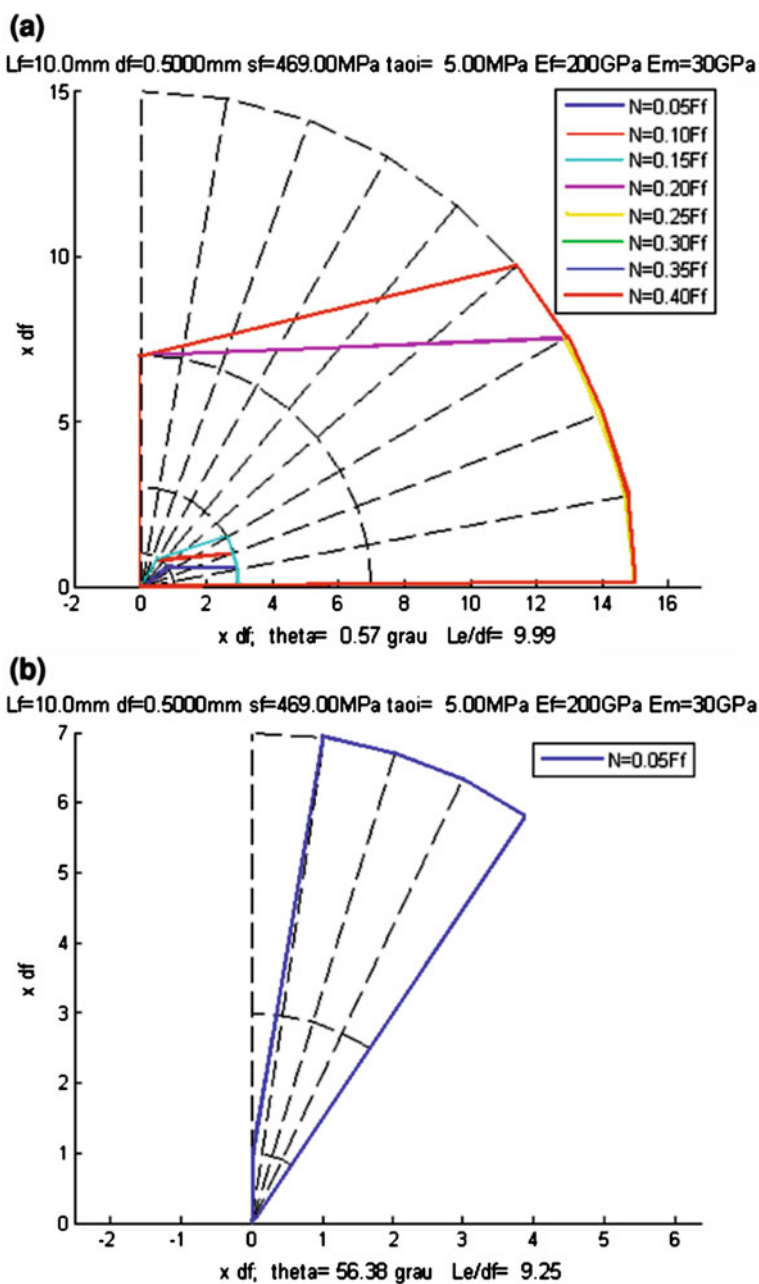 (a)
Lf=10.0mm df=0.5000mm sf=469.00MPa taoi= 5.00MPa Ef=200GPa Em=30GPa
15
10
5
0
x df
N=0.05Ff
N=0.10Ff
N=0.15Ff
N=0.20Ff
N=0.25Ff
N=0.30Ff
N=0.35Ff
N=0.40Ff
-2 0 2 4 6 8 10 12 14 16
x df; theta= 0.57 grau Le/df= 9.99
(b)
Lf=10.0mm df=0.5000mm sf=469.00MPa taoi= 5.00MPa Ef=200GPa Em=30GPa
7
6
5
4
3
2
1
0
x df
N=0.05Ff
-2 -1 0 1 2 3 4 5 6
x df; theta= 56.38 grau Le/df= 9.25